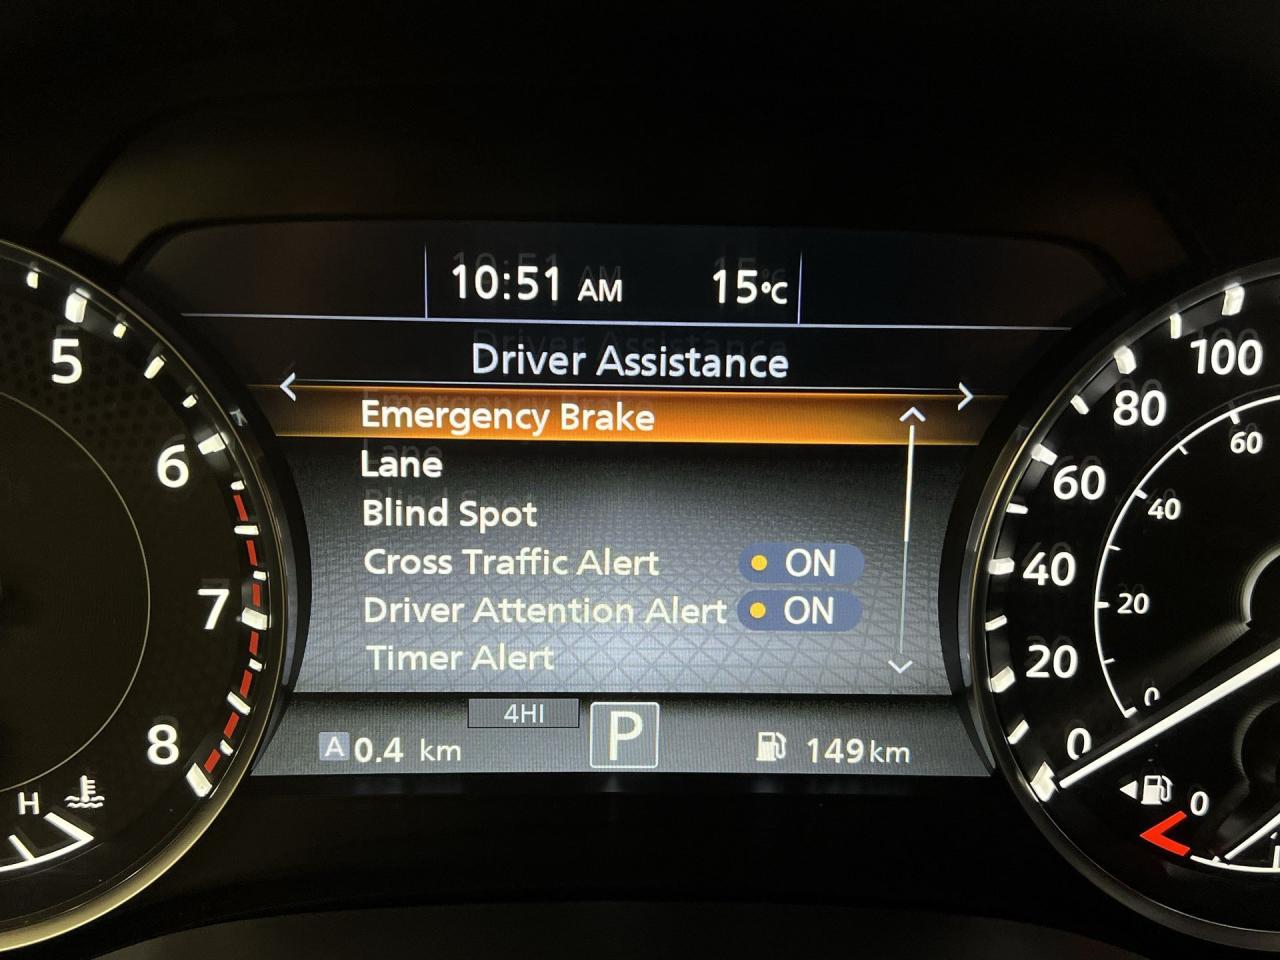 10:51 AM 15°C
Driver Assistance
Emergency Brake
Lane
Blind Spot
Cross Traffic Alert ON
Driver Attention Alert ON
Timer Alert
4HI
P
A 0.4 km
149 km
5
6
7
8
H
100
80
60
40
20
0
60
40
20
0
0